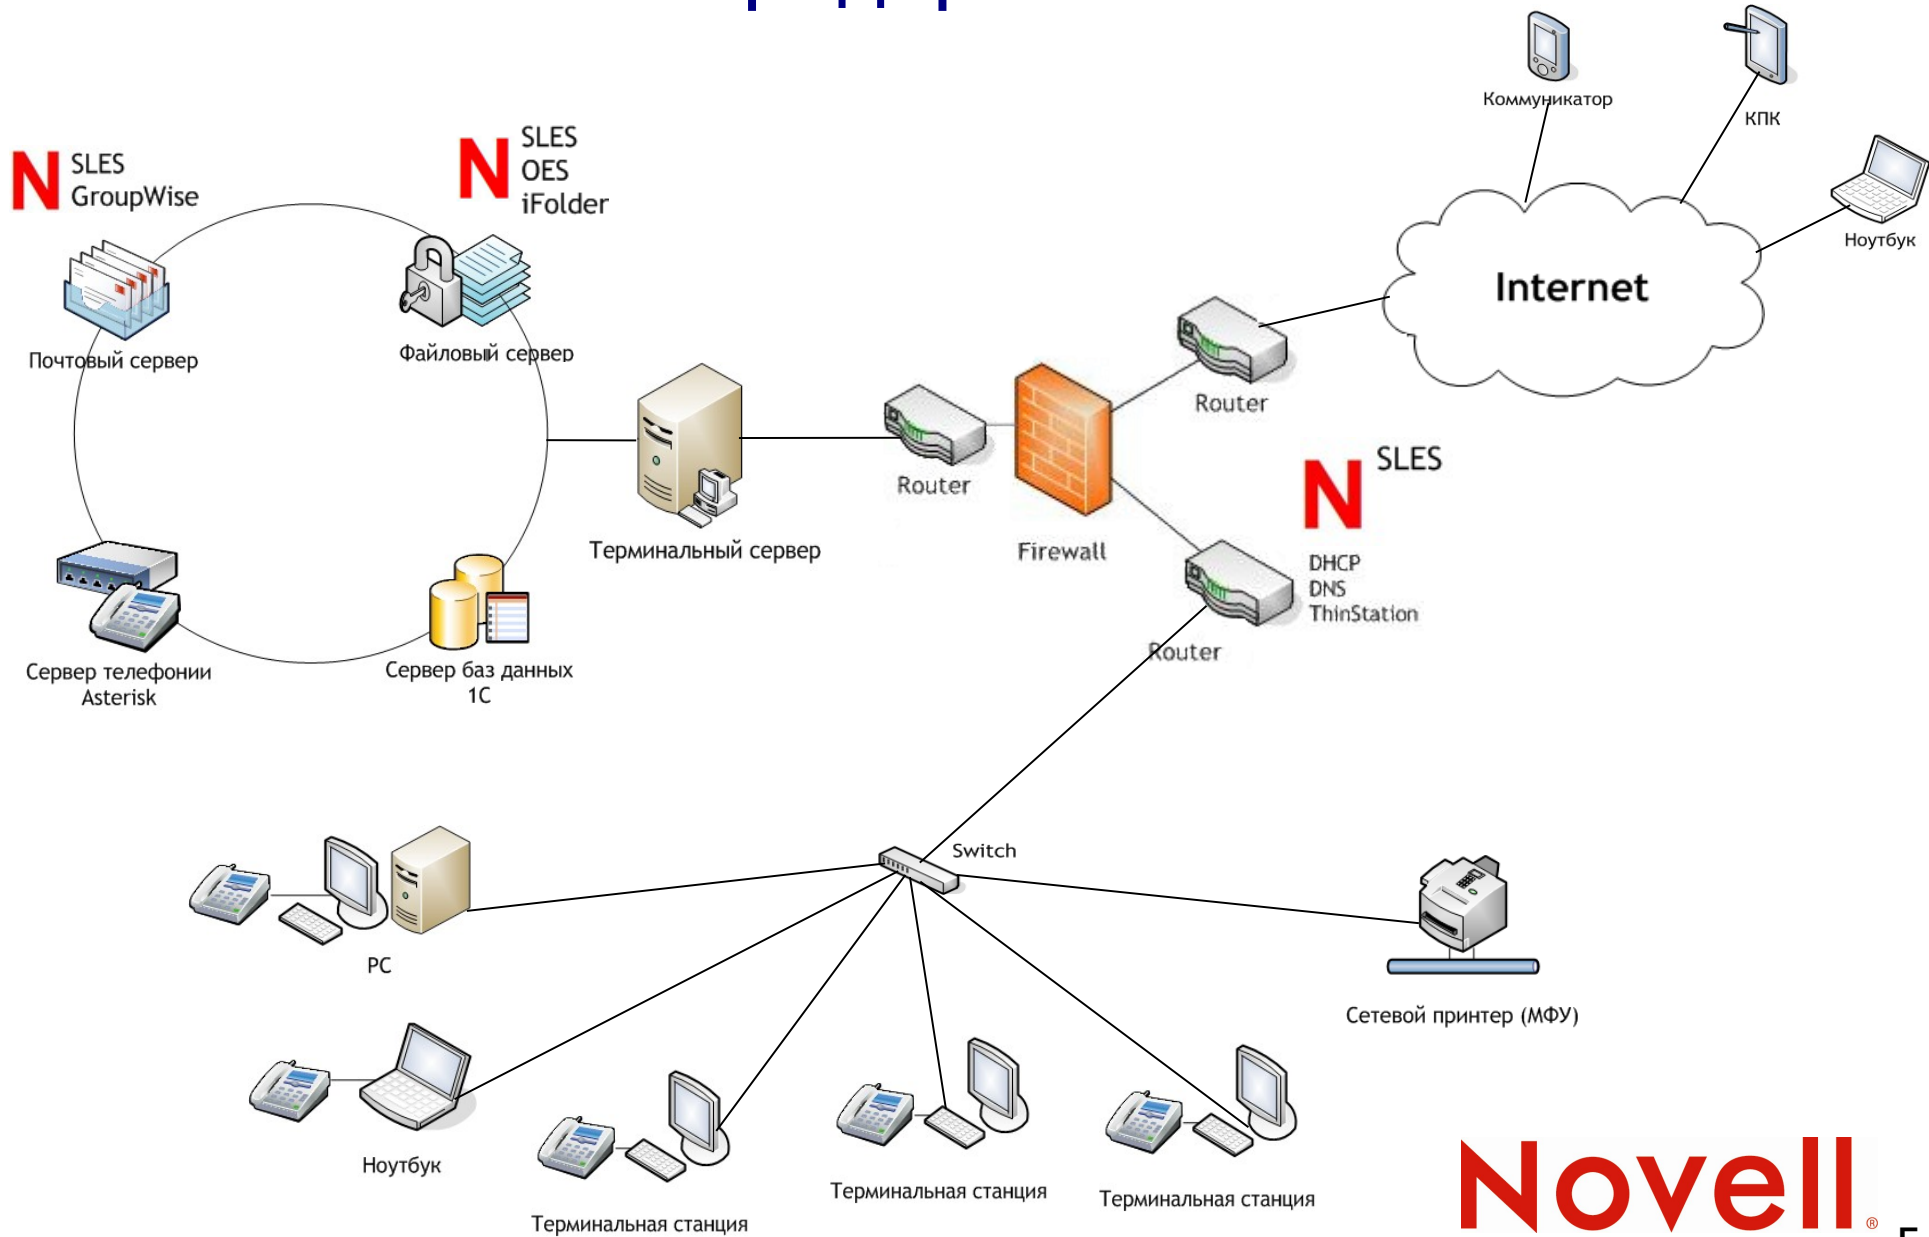 Коммуникатор
КПК
Ноутбук
Internet
N SLES
GroupWise
N SLES
OES
iFolder
Почтовый сервер
Файловый сервер
Терминальный сервер
Router
Firewall
Router
N SLES
DHCP
DNS
ThinStation
Router
Сервер телефонии
Asterisk
Сервер баз данных
1С
Switch
PC
Сетевой принтер (МФУ)
Ноутбук
Терминальная станция
Терминальная станция
Терминальная станция
Novell®